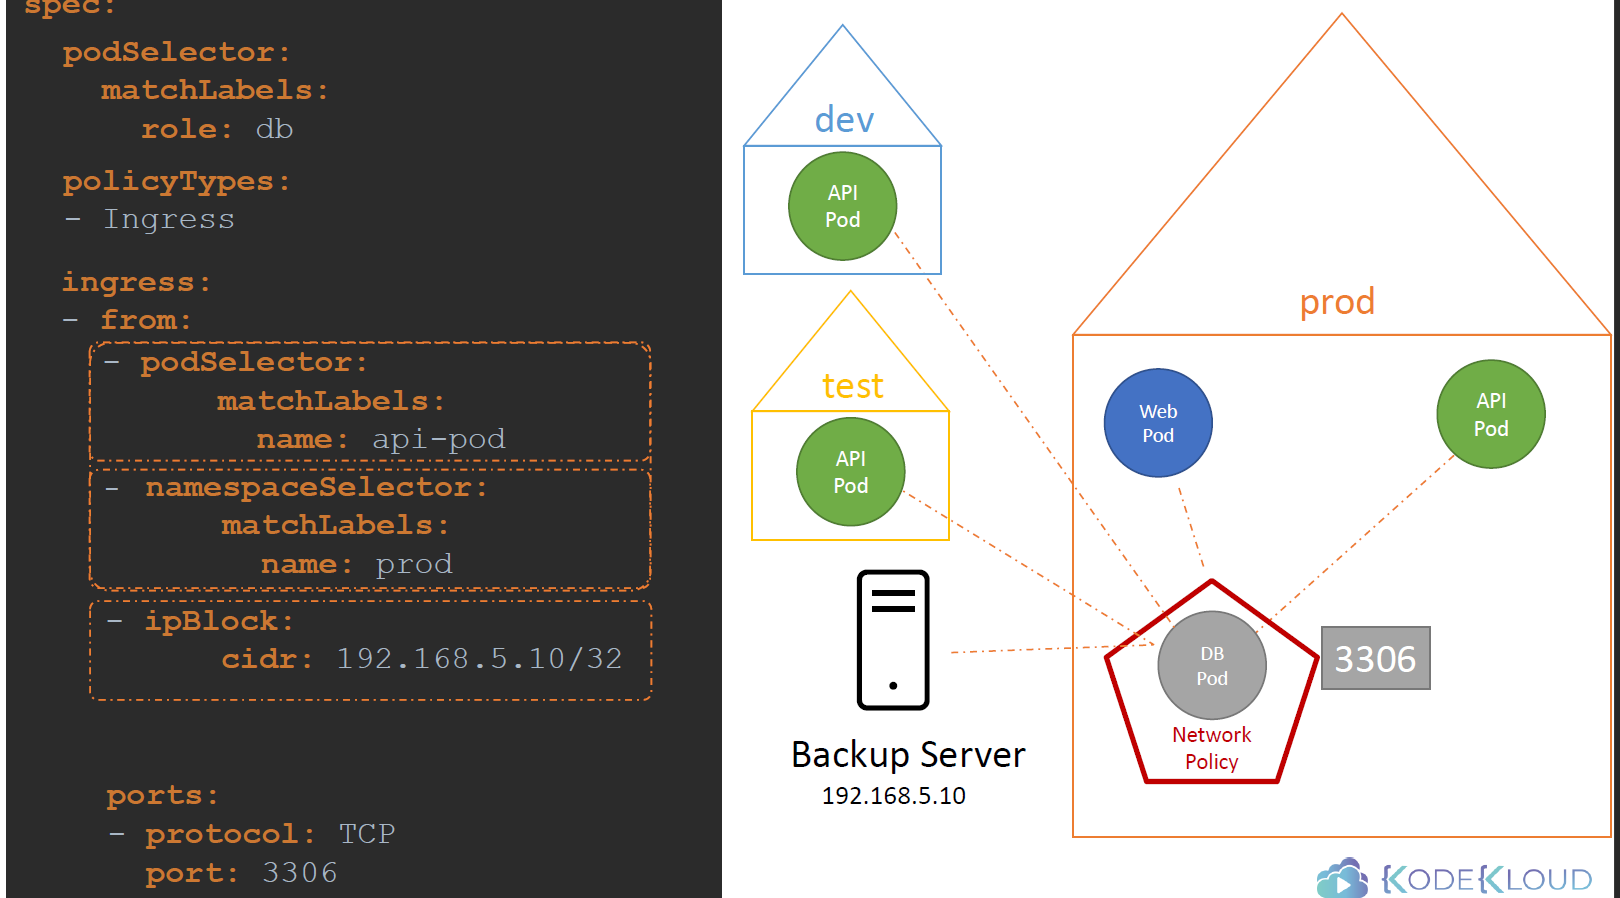 spec:
podSelector:
matchLabels:
role: db
policyTypes:
- Ingress
ingress:
- from:
- podSelector:
matchLabels:
name: api-pod
- namespaceSelector:
matchLabels:
name: prod
- ipBlock:
cidr: 192.168.5.10/32
ports:
- protocol: TCP
port: 3306
dev
API
Pod
test
API
Pod
Backup Server
192.168.5.10
prod
Web
Pod
API
Pod
DB
Pod
Network
Policy
3306
KODEKLOUD